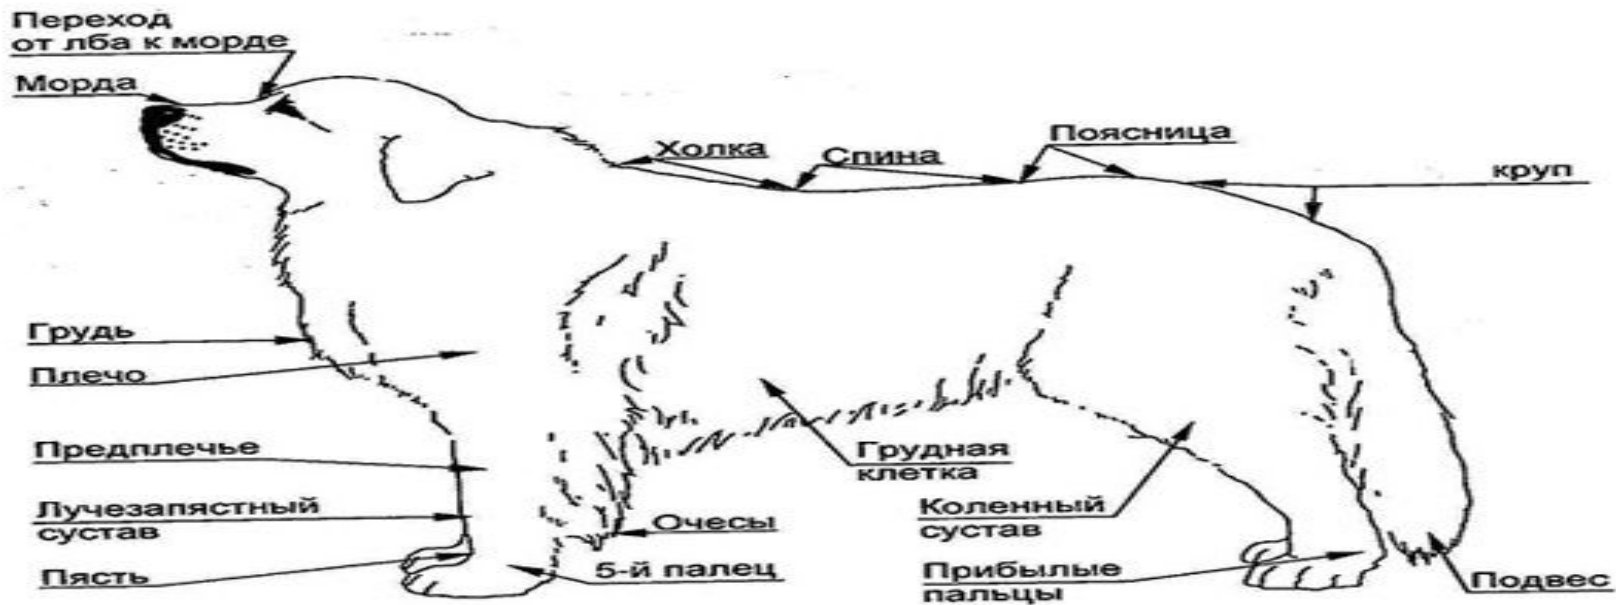 Переход
от лба к морде
Морда
Холка
Спина
Поясница
круп
Грудь
Плечо
Предплечье
Лучезапястный
сустав
Пясть
Очесы
5-й палец
Грудная
клетка
Коленный
сустав
Прибылые
пальцы
Подвес